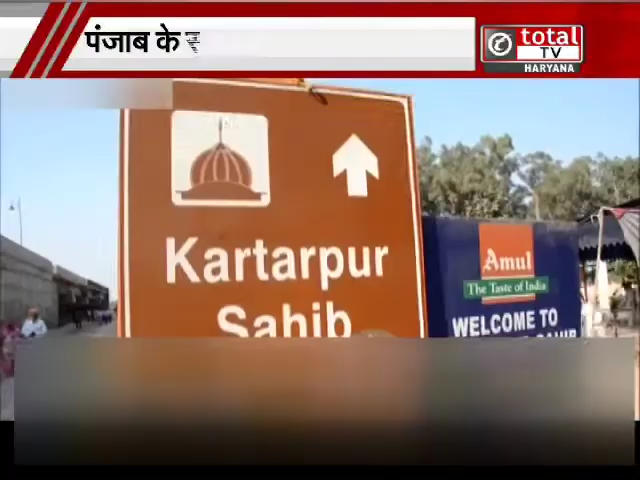 पंजाब के
total
TV
HARYANA
Kartarpur
Sahib
Amul
The Taste of India
WELCOME TO